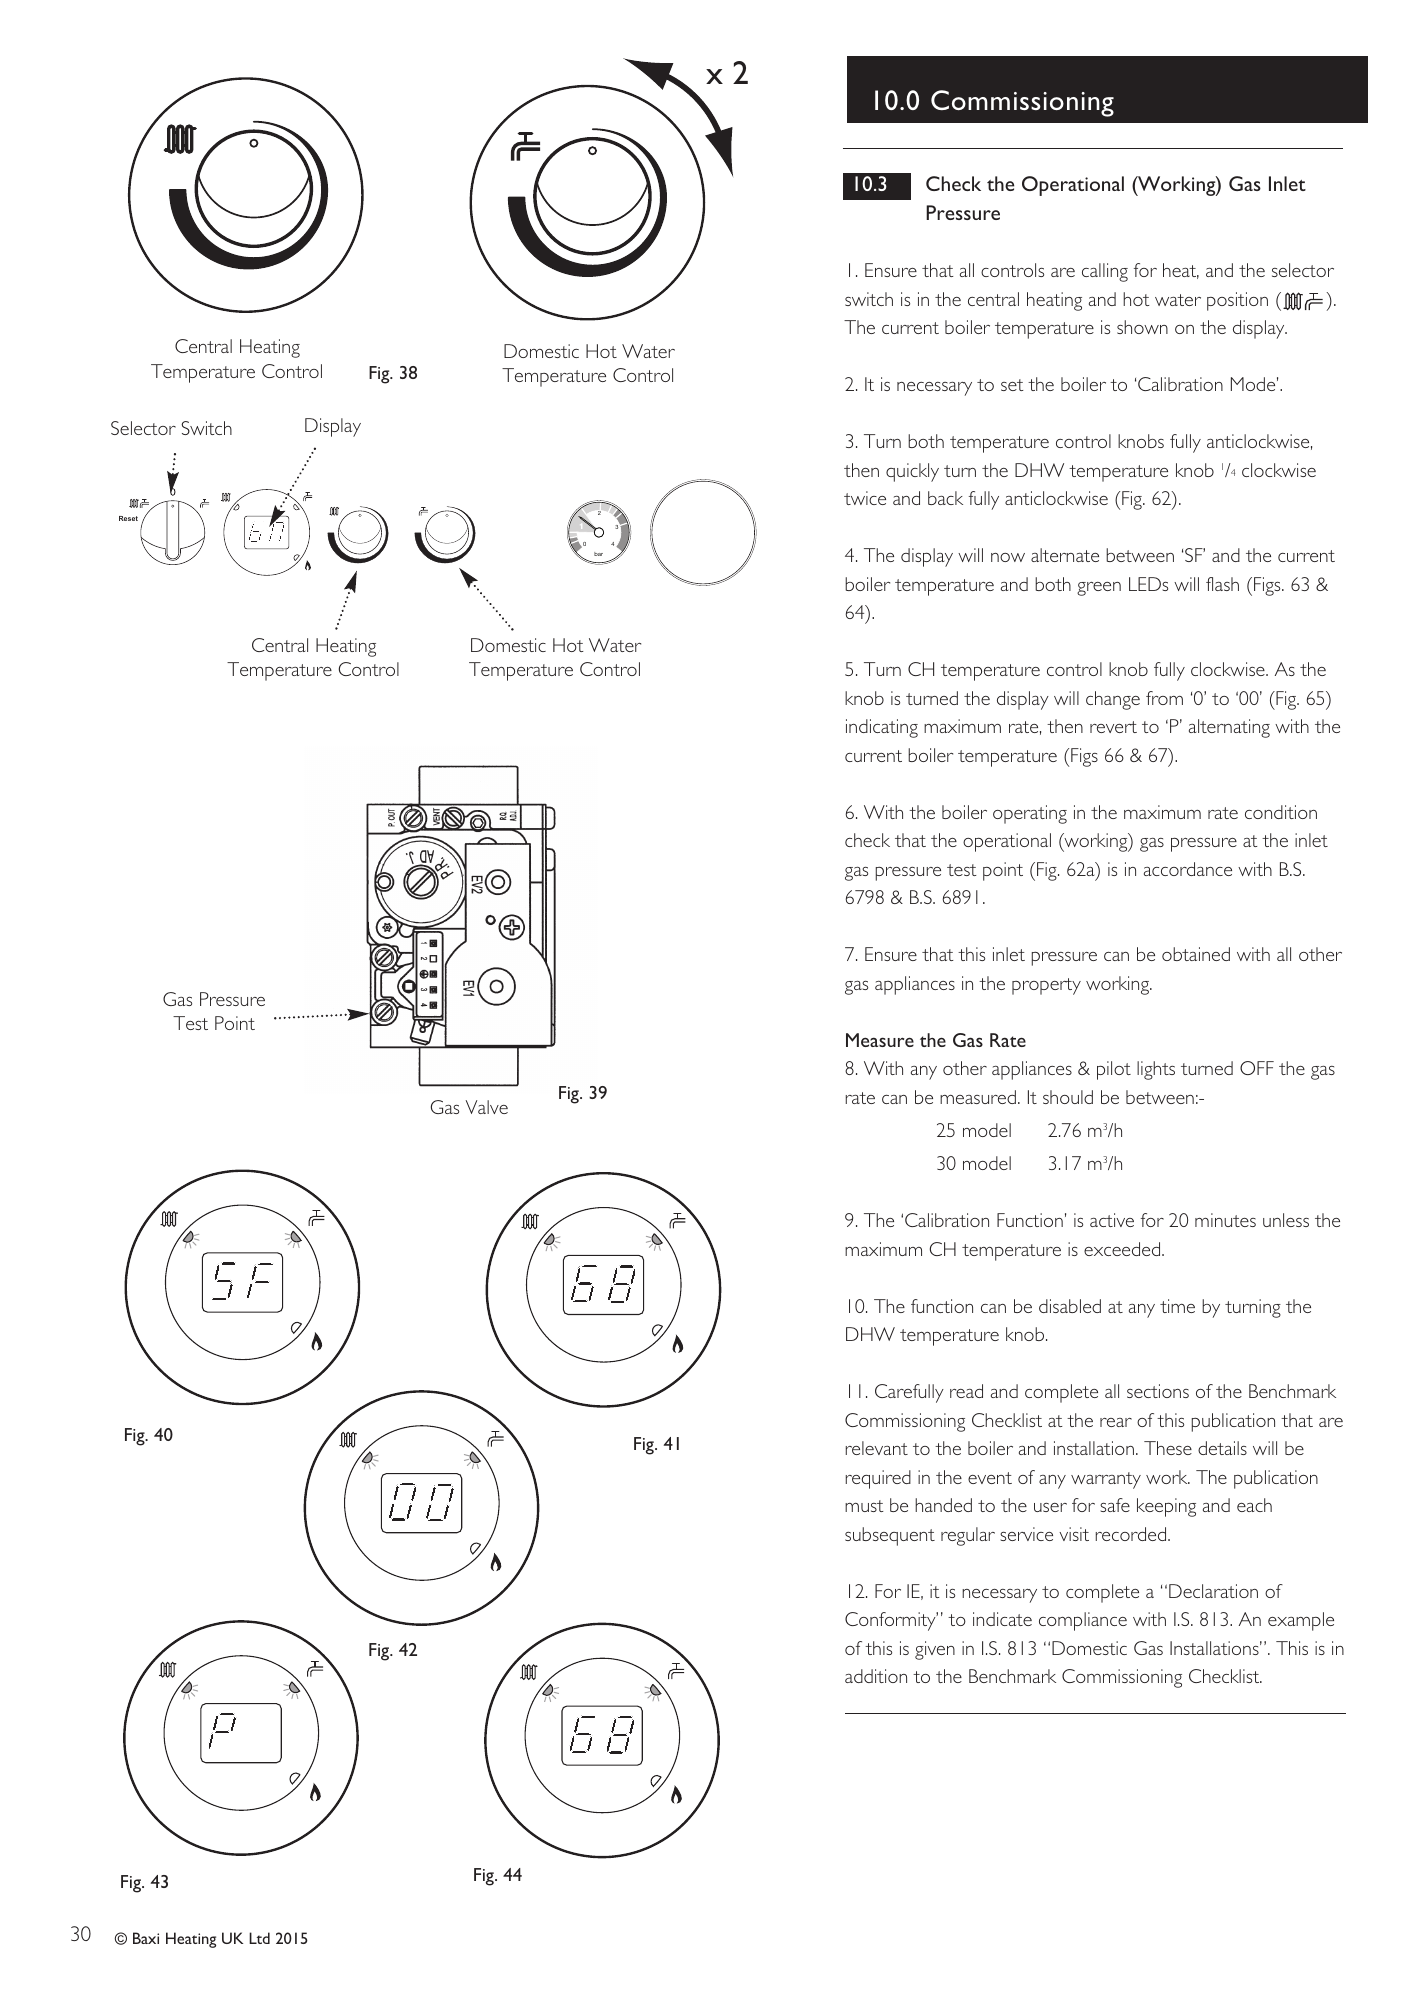 x 2
Central Heating
Temperature Control
Fig. 38
Domestic Hot Water
Temperature Control
Selector Switch
Display
0
Reset
0
1
2
3
4
bar
Central Heating
Temperature Control
Domestic Hot Water
Temperature Control
P. OUT
VENT
P.R. ADJ.
EV2
EV1
1
2
3
4
Gas Pressure
Test Point
Fig. 39
Gas Valve
SF
68
Fig. 40
Fig. 41
00
Fig. 42
P
68
Fig. 43
Fig. 44
30 © Baxi Heating UK Ltd 2015
10.0 Commissioning
10.3 Check the Operational (Working) Gas Inlet
Pressure
1. Ensure that all controls are calling for heat, and the selector
switch is in the central heating and hot water position ( ).
The current boiler temperature is shown on the display.
2. It is necessary to set the boiler to ‘Calibration Mode’.
3. Turn both temperature control knobs fully anticlockwise,
then quickly turn the DHW temperature knob 1/4 clockwise
twice and back fully anticlockwise (Fig. 62).
4. The display will now alternate between ‘SF’ and the current
boiler temperature and both green LEDs will flash (Figs. 63 &
64).
5. Turn CH temperature control knob fully clockwise. As the
knob is turned the display will change from ‘0’ to ‘00’ (Fig. 65)
indicating maximum rate, then revert to ‘P’ alternating with the
current boiler temperature (Figs 66 & 67).
6. With the boiler operating in the maximum rate condition
check that the operational (working) gas pressure at the inlet
gas pressure test point (Fig. 62a) is in accordance with B.S.
6798 & B.S. 6891.
7. Ensure that this inlet pressure can be obtained with all other
gas appliances in the property working.
Measure the Gas Rate
8. With any other appliances & pilot lights turned OFF the gas
rate can be measured. It should be between:-
25 model 2.76 m³/h
30 model 3.17 m³/h
9. The ‘Calibration Function’ is active for 20 minutes unless the
maximum CH temperature is exceeded.
10. The function can be disabled at any time by turning the
DHW temperature knob.
11. Carefully read and complete all sections of the Benchmark
Commissioning Checklist at the rear of this publication that are
relevant to the boiler and installation. These details will be
required in the event of any warranty work. The publication
must be handed to the user for safe keeping and each
subsequent regular service visit recorded.
12. For IE, it is necessary to complete a “Declaration of
Conformity” to indicate compliance with I.S. 813. An example
of this is given in I.S. 813 “Domestic Gas Installations”. This is in
addition to the Benchmark Commissioning Checklist.